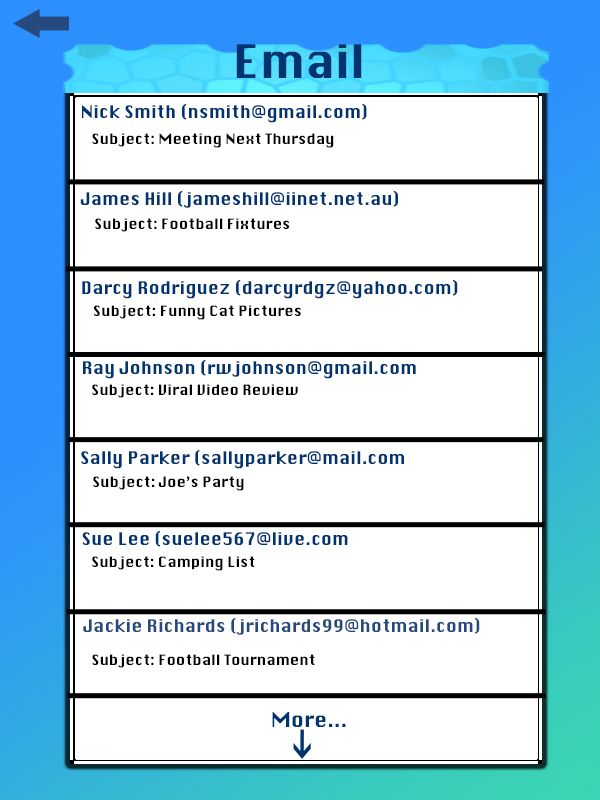 Email
Nick Smith (nsmith@gmail.com)
Subject: Meeting Next Thursday
James Hill (jameshill@iinet.net.au)
Subject: Football Fixtures
Darcy Rodriguez (darcyrdgz@yahoo.com)
Subject: Funny Cat Pictures
Ray Johnson (rwjohnson@gmail.com
Subject: Viral Video Review
Sally Parker (sallyparker@mail.com
Subject: Joe's Party
Sue Lee (suelee567@live.com
Subject: Camping List
Jackie Richards (jrichards99@hotmail.com)
Subject: Football Tournament
More...